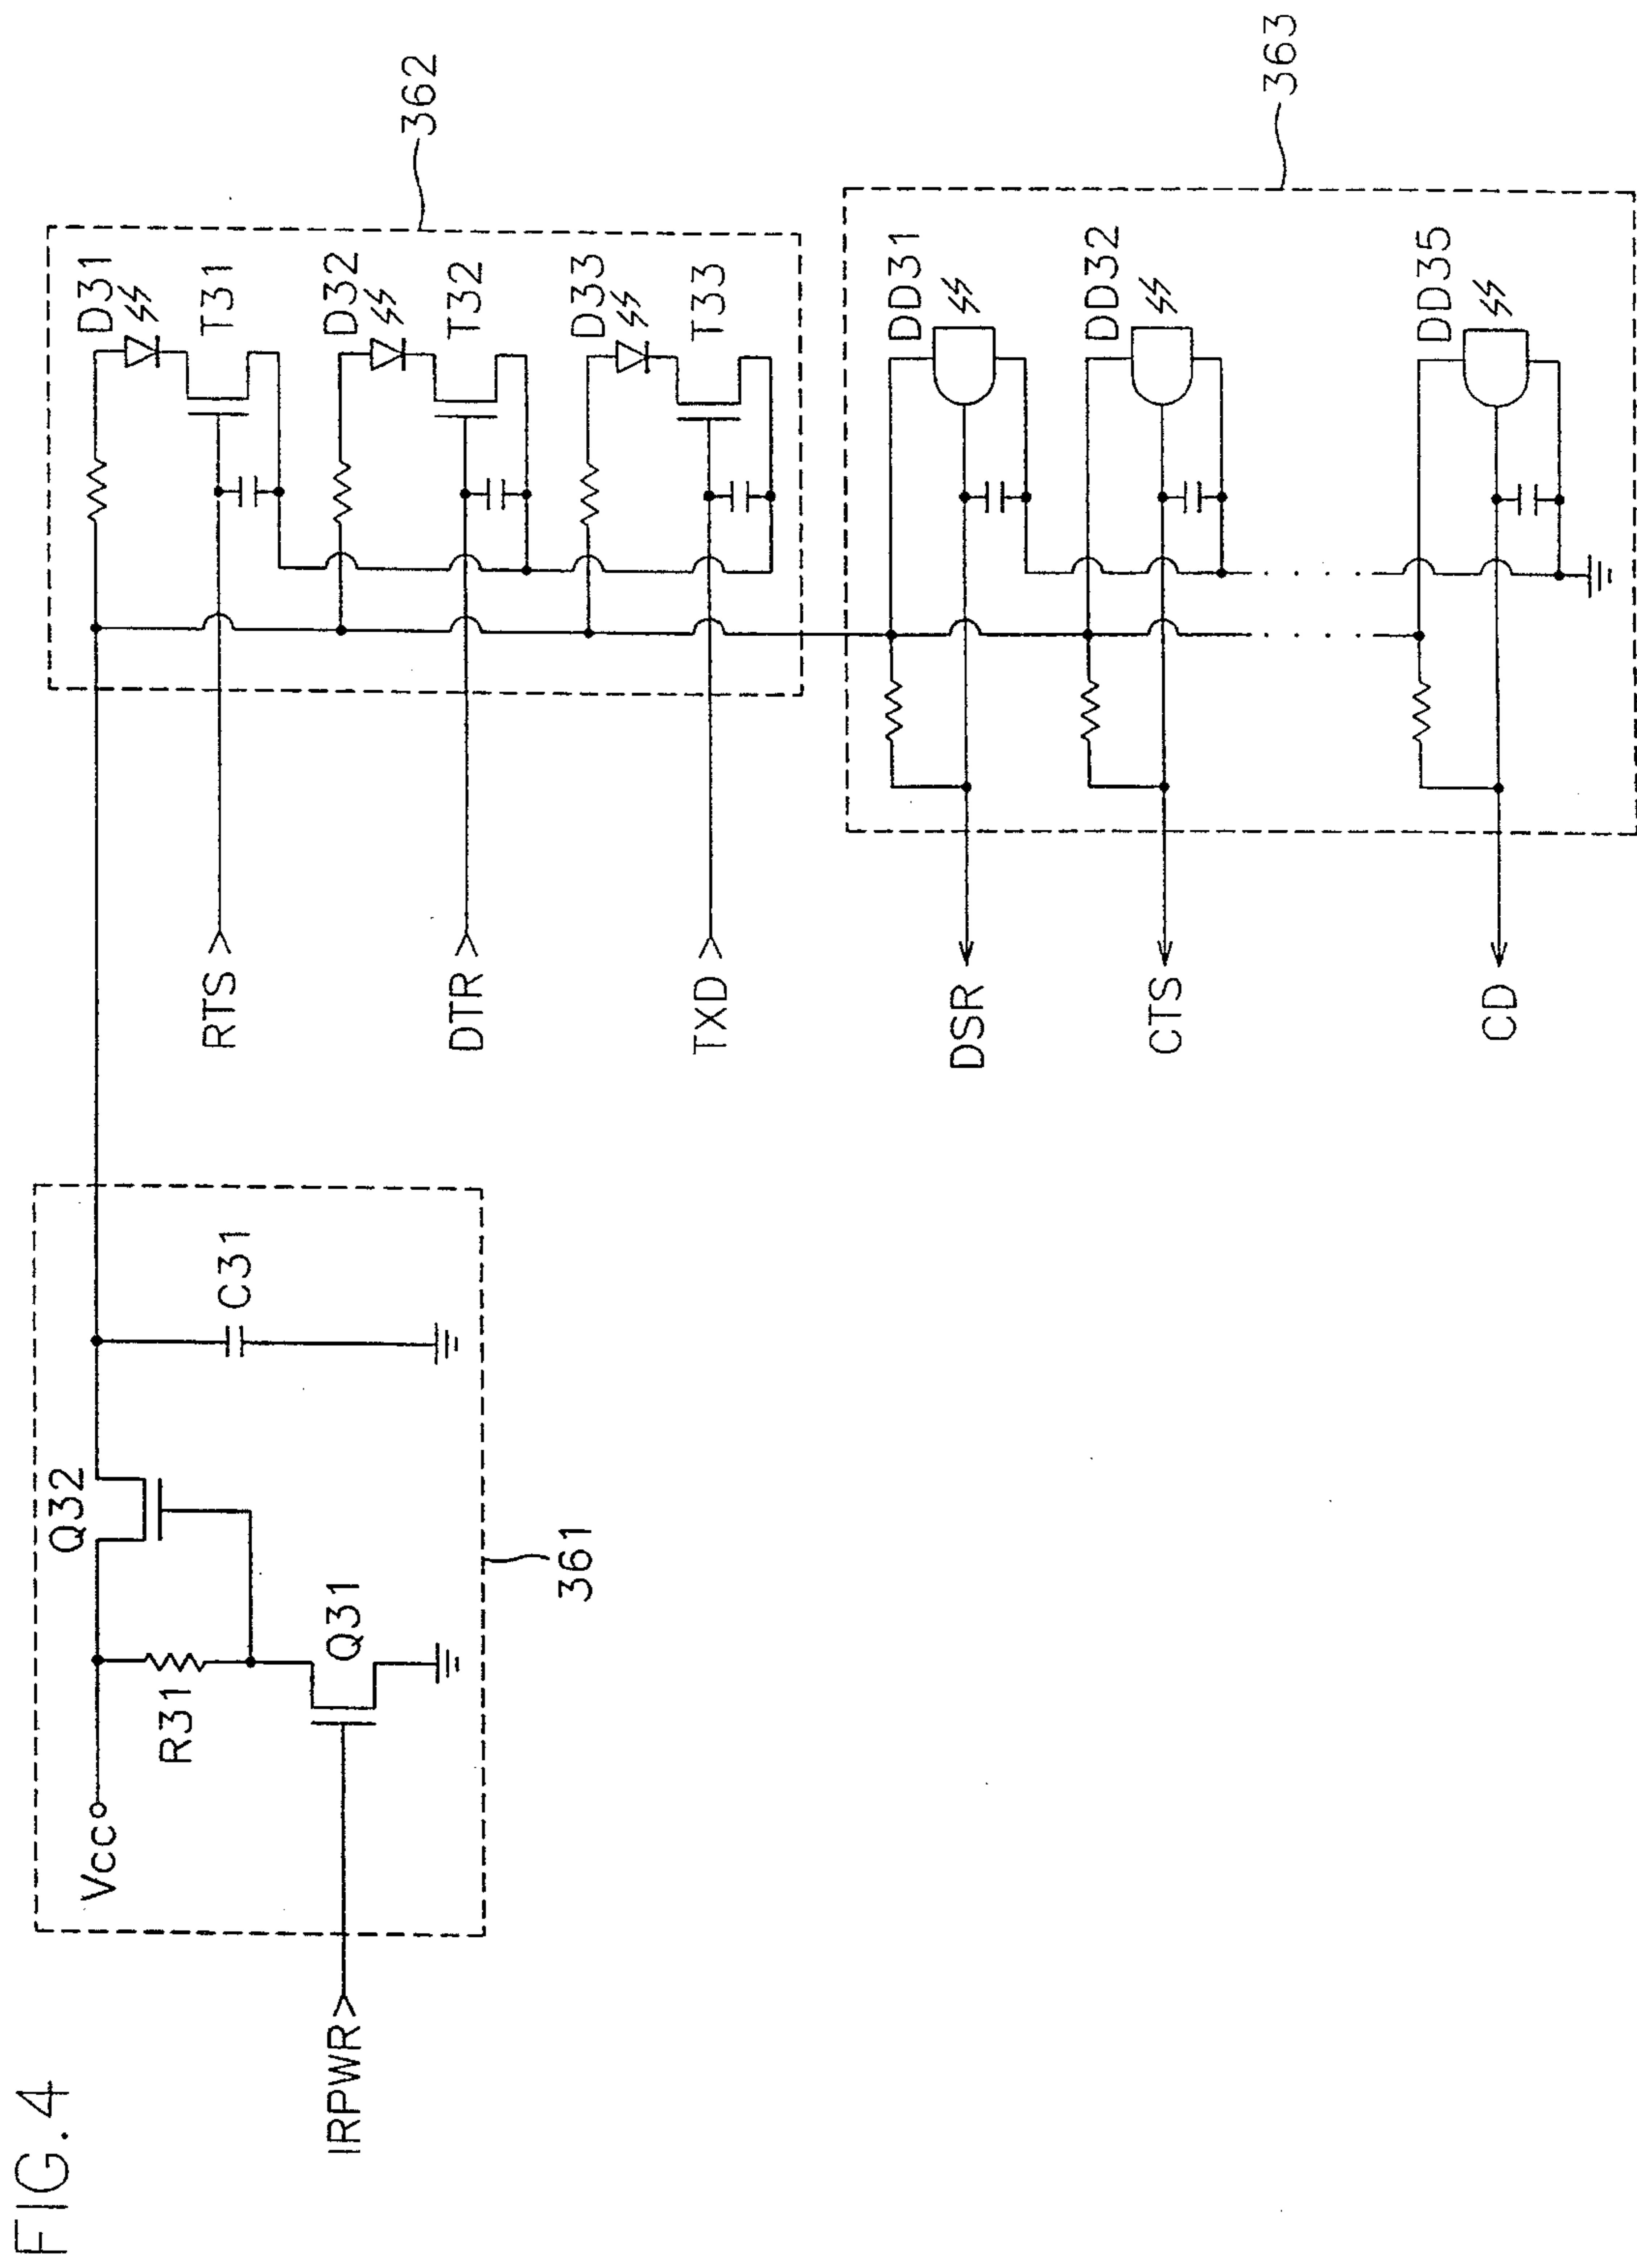 FIG.4
Vcc
R31
Q32
Q31
C31
IRPWR
361
RTS
DTR
TXD
D31
T31
D32
T32
D33
T33
362
DSR
CTS
CD
DD31
DD32
DD35
363